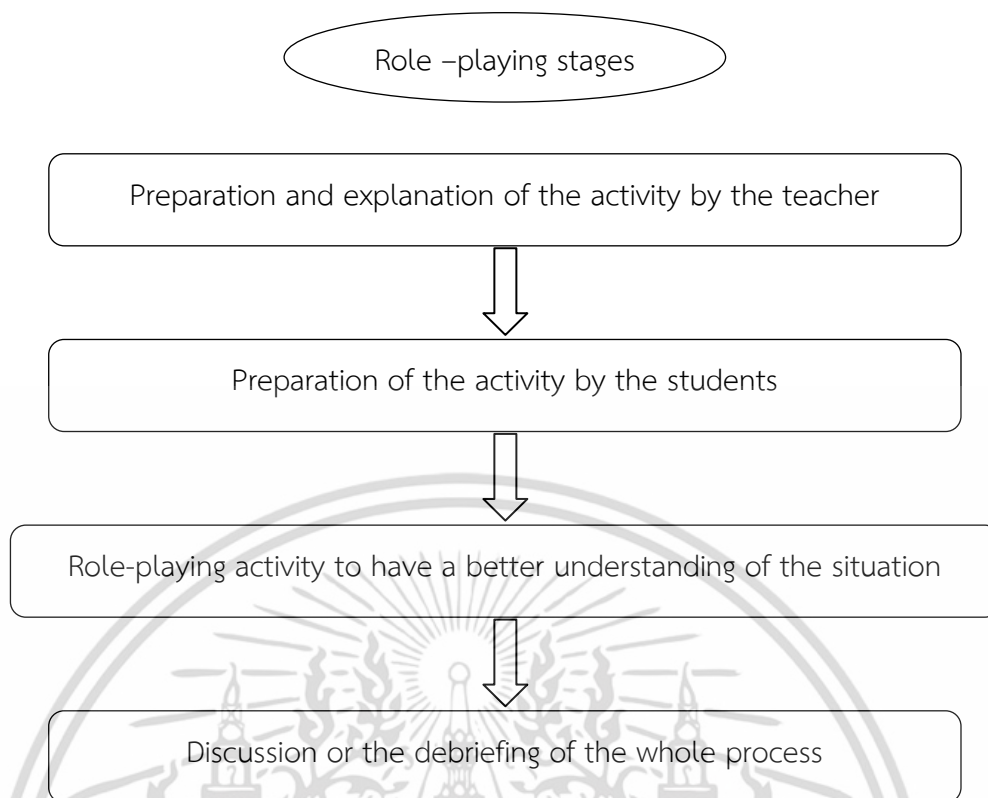 Role –playing stages
Preparation and explanation of the activity by the teacher
Preparation of the activity by the students
Role-playing activity to have a better understanding of the situation
Discussion or the debriefing of the whole process